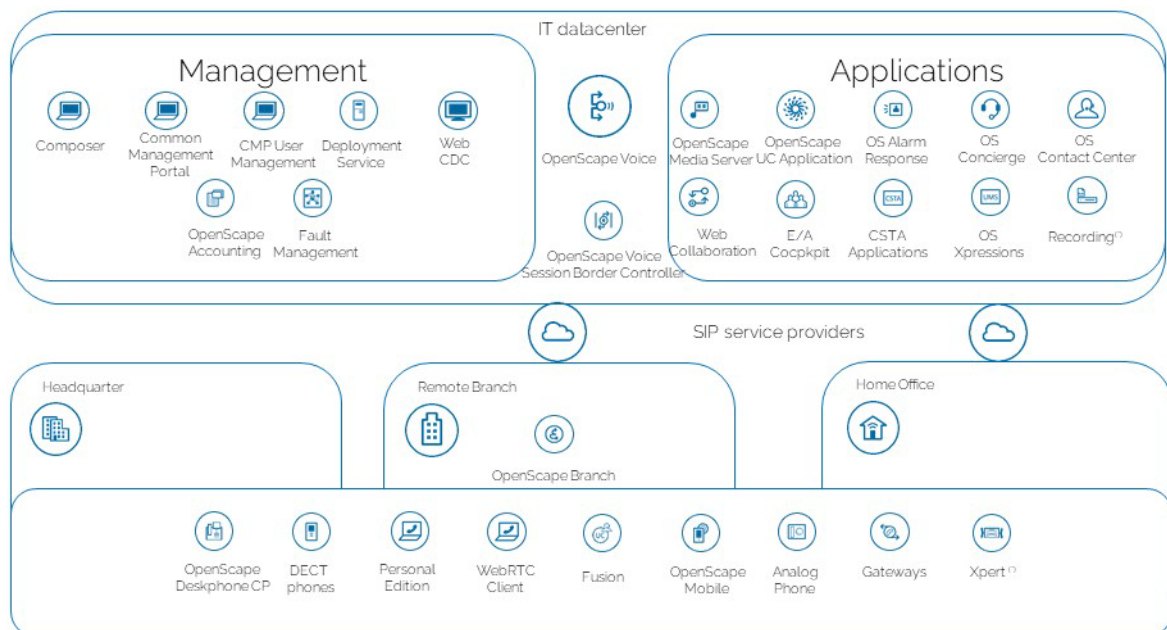 IT datacenter
Management
Applications
Composer
Common
Management
Portal
CMP User
Management
Deployment
Service
Web
CDC
OpenScape
Accounting
Fault
Management
OpenScape Voice
OpenScape Voice
Session Border Controller
OpenScape
Media Server
OpenScape
UC Application
OS Alarm
Response
OS
Concierge
OS
Contact Center
Web
Collaboration
E/A
Cocpkpit
CSTA
CSTA
Applications
UMS
OS
Xpressions
Recording(*)
SIP service providers
Headquarter
Remote Branch
OpenScape Branch
Home Office
OpenScape
Deskphone CP
DECT
phones
Personal
Edition
WebRTC
Client
UC
Fusion
OpenScape
Mobile
Analog
Phone
Gateways
Xpert (*)